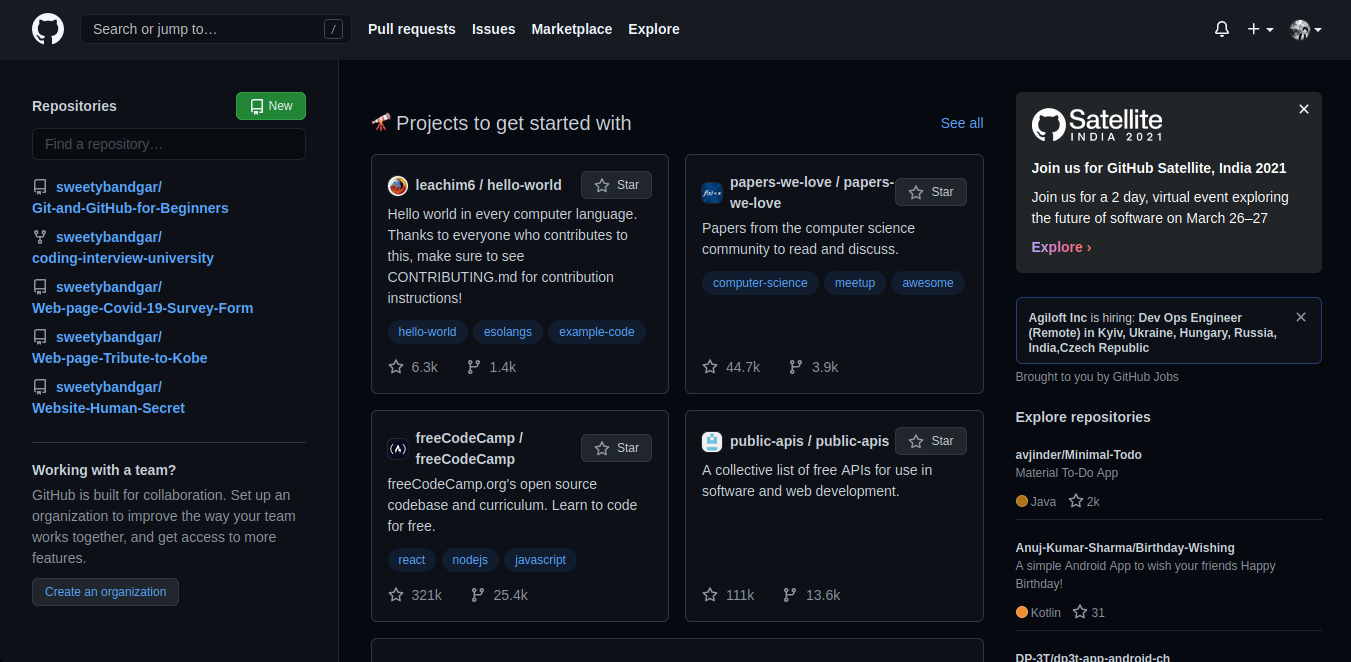 Search or jump to…
/
Pull requests
Issues
Marketplace
Explore
Repositories
New
Find a repository…
sweetybandgar/
Git-and-GitHub-for-Beginners
sweetybandgar/
coding-interview-university
sweetybandgar/
Web-page-Covid-19-Survey-Form
sweetybandgar/
Web-page-Tribute-to-Kobe
sweetybandgar/
Website-Human-Secret
Working with a team?
GitHub is built for collaboration. Set up an
organization to improve the way your team
works together, and get access to more
features.
Create an organization
Projects to get started with
See all
leachim6 / hello-world
Star
Hello world in every computer language.
Thanks to everyone who contributes to
this, make sure to see
CONTRIBUTING.md for contribution
instructions!
hello-world
esolangs
example-code
6.3k
1.4k
f(x) = x
papers-we-love / papers-
we-love
Star
Papers from the computer science
community to read and discuss.
computer-science
meetup
awesome
44.7k
3.9k
freeCodeCamp /
freeCodeCamp
Star
freeCodeCamp.org's open source
codebase and curriculum. Learn to code
for free.
react
nodejs
javascript
321k
25.4k
public-apis / public-apis
Star
A collective list of free APIs for use in
software and web development.
111k
13.6k
Satellite
INDIA 2021
Join us for GitHub Satellite, India 2021
Join us for a 2 day, virtual event exploring
the future of software on March 26–27
Explore ›
Agiloft Inc is hiring: Dev Ops Engineer
(Remote) in Kyiv, Ukraine, Hungary, Russia,
India,Czech Republic
Brought to you by GitHub Jobs
Explore repositories
avjinder/Minimal-Todo
Material To-Do App
Java
2k
Anuj-Kumar-Sharma/Birthday-Wishing
A simple Android App to wish your friends Happy
Birthday!
Kotlin
31
DP-3T/dp3t-app-android-ch